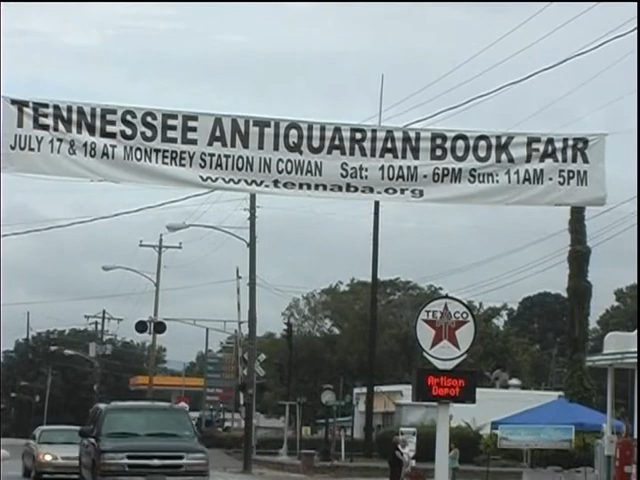 TENNESSEE ANTIQUARIAN BOOK FAIR
JULY 17 & 18 AT MONTEREY STATION IN COWAN Sat: 10AM - 6PM Sun: 11AM - 5PM
www.tennaba.org
TEXACO
Artisan
Depot